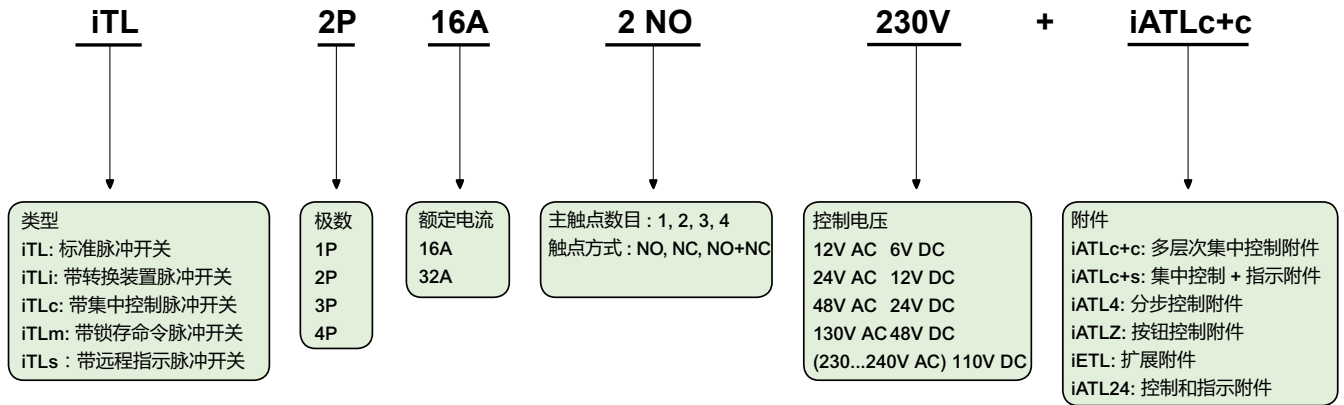 iTL 2P 16A 2 NO 230V + iATLc+c
类型
iTL: 标准脉冲开关
iTLi: 带转换装置脉冲开关
iTLc: 带集中控制脉冲开关
iTLm: 带锁存命令脉冲开关
iTLs : 带远程指示脉冲开关
极数
1P
2P
3P
4P
额定电流
16A
32A
主触点数目 : 1, 2, 3, 4
触点方式 : NO, NC, NO+NC
控制电压
12V AC 6V DC
24V AC 12V DC
48V AC 24V DC
130V AC 48V DC
(230...240V AC) 110V DC
附件
iATLc+c: 多层次集中控制附件
iATLc+s: 集中控制 + 指示附件
iATL4: 分步控制附件
iATLZ: 按钮控制附件
iETL: 扩展附件
iATL24: 控制和指示附件